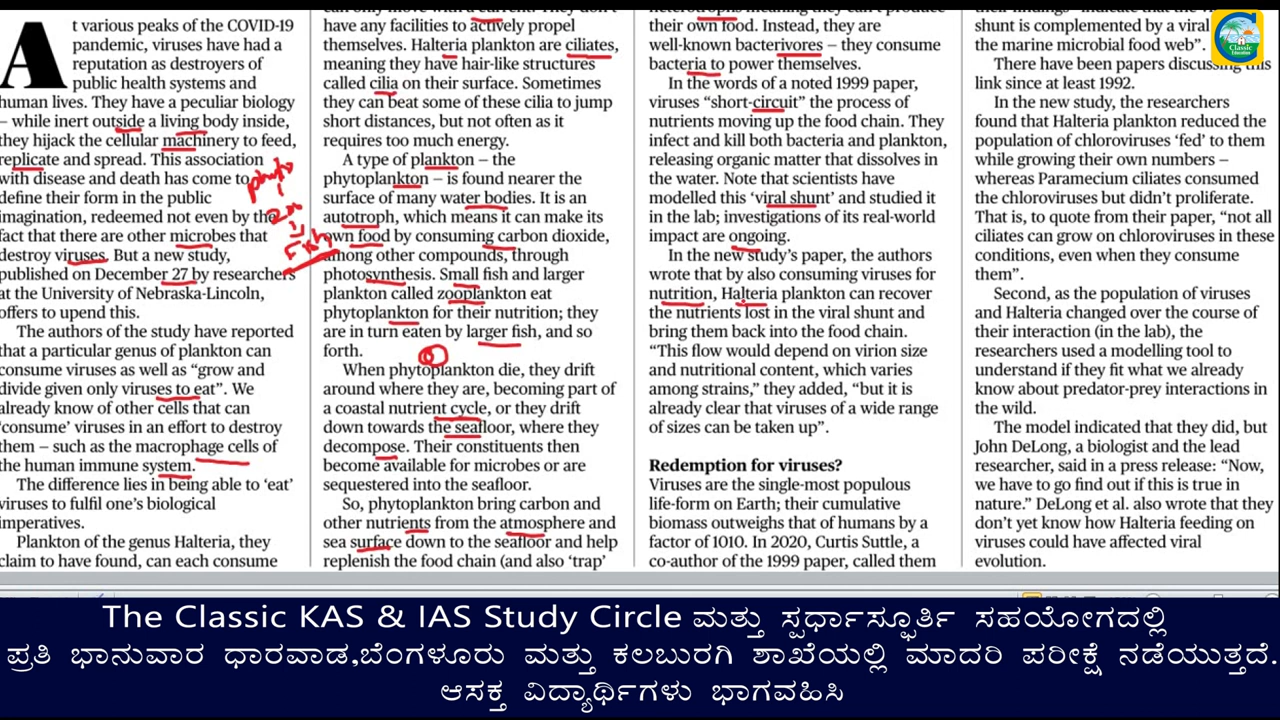 At various peaks of the COVID-19
pandemic, viruses have had a
reputation as destroyers of
public health systems and
human lives. They have a peculiar biology
– while inert outside a living body inside,
they hijack the cellular machinery to feed,
replicate and spread. This association
with disease and death has come to
define their form in the public
imagination, redeemed not even by the
fact that there are other microbes that
destroy viruses. But a new study,
published on December 27 by researchers
at the University of Nebraska-Lincoln,
offers to upend this.
The authors of the study have reported
that a particular genus of plankton can
consume viruses as well as “grow and
divide given only viruses to eat”. We
already know of other cells that can
‘consume’ viruses in an effort to destroy
them – such as the macrophage cells of
the human immune system.
The difference lies in being able to ‘eat’
viruses to fulfil one’s biological
imperatives.
Plankton of the genus Halteria, they
claim to have found, can each consume
phyto
zoo
Fish
can only move with a current. They don’t
have any facilities to actively propel
themselves. Halteria plankton are ciliates,
meaning they have hair-like structures
called cilia on their surface. Sometimes
they can beat some of these cilia to jump
short distances, but not often as it
requires too much energy.
A type of plankton – the
phytoplankton – is found nearer the
surface of many water bodies. It is an
autotroph, which means it can make its
own food by consuming carbon dioxide,
among other compounds, through
photosynthesis. Small fish and larger
plankton called zooplankton eat
phytoplankton for their nutrition; they
are in turn eaten by larger fish, and so
forth.
When phytoplankton die, they drift
around where they are, becoming part of
a coastal nutrient cycle, or they drift
down towards the seafloor, where they
decompose. Their constituents then
become available for microbes or are
sequestered into the seafloor.
So, phytoplankton bring carbon and
other nutrients from the atmosphere and
sea surface down to the seafloor and help
replenish the food chain (and also ‘trap’
heterotrophs meaning they can’t produce
their own food. Instead, they are
well-known bacterivores – they consume
bacteria to power themselves.
In the words of a noted 1999 paper,
viruses “short-circuit” the process of
nutrients moving up the food chain. They
infect and kill both bacteria and plankton,
releasing organic matter that dissolves in
the water. Note that scientists have
modelled this ‘viral shunt’ and studied it
in the lab; investigations of its real-world
impact are ongoing.
In the new study’s paper, the authors
wrote that by also consuming viruses for
nutrition, Halteria plankton can recover
the nutrients lost in the viral shunt and
bring them back into the food chain.
“This flow would depend on virion size
and nutritional content, which varies
among strains,” they added, “but it is
already clear that viruses of a wide range
of sizes can be taken up”.
Redemption for viruses?
Viruses are the single-most populous
life-form on Earth; their cumulative
biomass outweighs that of humans by a
factor of 1010. In 2020, Curtis Suttle, a
co-author of the 1999 paper, called them
their findings “indicate that the
shunt is complemented by a viral
the marine microbial food web”.
There have been papers discussing this
link since at least 1992.
In the new study, the researchers
found that Halteria plankton reduced the
population of chloroviruses ‘fed’ to them
while growing their own numbers –
whereas Paramecium ciliates consumed
the chloroviruses but didn’t proliferate.
That is, to quote from their paper, “not all
ciliates can grow on chloroviruses in these
conditions, even when they consume
them”.
Second, as the population of viruses
and Halteria changed over the course of
their interaction (in the lab), the
researchers used a modelling tool to
understand if they fit what we already
know about predator-prey interactions in
the wild.
The model indicated that they did, but
John DeLong, a biologist and the lead
researcher, said in a press release: “Now,
we have to go find out if this is true in
nature.” DeLong et al. also wrote that they
don’t yet know how Halteria feeding on
viruses could have affected viral
evolution.
Classic
Education
The Classic KAS & IAS Study Circle ಮತ್ತು ಸ್ಪರ್ಧಾಸ್ಫೂರ್ತಿ ಸಹಯೋಗದಲ್ಲಿ
ಪ್ರತಿ ಭಾನುವಾರ ಧಾರವಾಡ,ಬೆಂಗಳೂರು ಮತ್ತು ಕಲಬುರಗಿ ಶಾಖೆಯಲ್ಲಿ ಮಾದರಿ ಪರೀಕ್ಷೆ ನಡೆಯುತ್ತದೆ.
ಆಸಕ್ತ ವಿದ್ಯಾರ್ಥಿಗಳು ಭಾಗವಹಿಸಿ